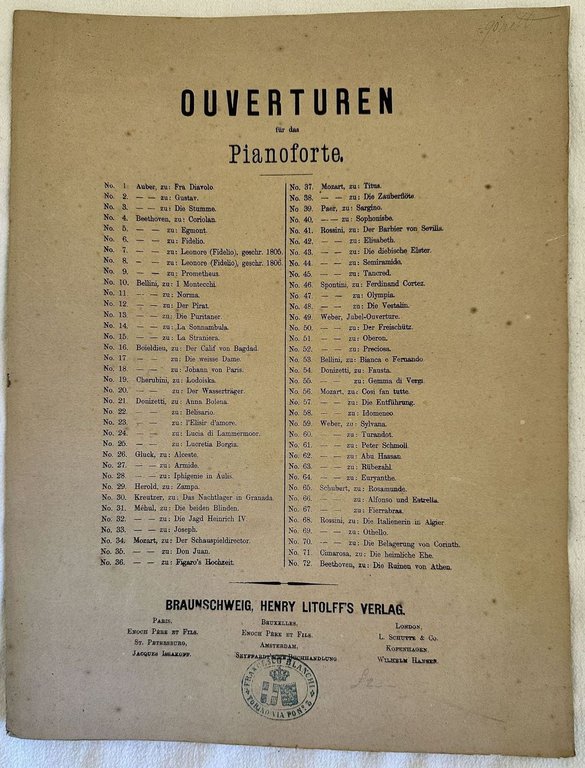 OUVERTUREN
für das
Pianoforte.
No. 1. Auber, zu: Fra Diavolo.
No. 2. — — zu: Gustav.
No. 3. — — zu: Die Stumme.
No. 4. Beethoven, zu: Coriolan.
No. 5. — — zu: Egmont.
No. 6. — — zu: Fidelio.
No. 7. — — zu: Leonore (Fidelio), geschr. 1805.
No. 8. — — zu: Leonore (Fidelio), geschr. 1806.
No. 9. — — zu: Prometheus.
No. 10. Bellini, zu: I Montecchi.
No. 11. — — zu: Norma.
No. 12. — — zu: Der Pirat.
No. 13. — — zu: Die Puritaner
No. 14. — — zu: La Sonnambula.
No. 15. — — zu: La Straniera.
No. 16. Boieldieu, zu: Der Calif von Bagdad.
No. 17. — — zu: Die weisse Dame.
No. 18. — — zu: Johann von Paris.
No. 19. Cherubini, zu: Lodoiska.
No. 20. — — zu: Der Wasserträger.
No. 21. Donizetti, zu: Anna Bolena.
No. 22. — — zu: Belisario.
No. 23. — — zu: l'Elisir d'amore.
No. 24. — — zu: Lucia di Lammermoor.
No. 25. — — zu: Lucretia Borgia.
No. 26. Gluck, zu: Alceste.
No. 27. — — zu: Armide.
No. 28. — — zu: Iphigenie in Aulis.
No. 29. Herold, zu: Zampa.
No. 30. Kreutzer, zu: Das Nachtlager in Granada.
No. 31. Méhul, zu: Die beiden Blinden.
No. 32. — — zu: Die Jagd Heinrich IV
No. 33. — — zu: Joseph.
No. 34. Mozart, zu: Der Schauspieldirector.
No. 35. — — zu: Don Juan.
No. 36. — — zu: Figaro's Hochzeit.
No. 37. Mozart, zu: Titus.
No. 38. — — zu: Die Zauberflöte
No. 39. Paër, zu: Sargino.
No. 40. — — zu: Sophonisbe.
No. 41. Rossini, zu: Der Barbier von Sevilla.
No. 42. — — zu: Elisabeth.
No. 43. — — zu: Die diebische Elster.
No. 44. — — zu: Semiramide.
No. 45. — — zu: Tancred.
No. 46. Spontini, zu: Ferdinand Cortez.
No. 47. — — zu: Olympia.
No. 48. — — zu: Die Vestalin.
No. 49. Weber, Jubel-Ouverture.
No. 50. — — zu: Der Freischütz.
No. 51. — — zu: Oberon.
No. 52. — — zu: Preciosa.
No. 53. Bellini, zu: Bianca e Fernando.
No. 54. Donizetti, zu: Fausta.
No. 55. — — zu: Gemma di Vergi.
No. 56. Mozart, zu: Cosi fan tutte.
No. 57. — — zu: Die Entführung.
No. 58. — — zu: Idomeneo
No. 59. Weber, zu: Sylvana.
No. 60. — — zu: Turandot.
No. 61. — — zu: Peter Schmoll.
No. 62. — — zu: Abu Hassan.
No. 63. — — zu: Rübezahl.
No. 64. — — zu: Euryanthe.
No. 65. Schubert, zu: Rosamunde.
No. 66. — — zu: Alfonso und Estrella.
No. 67. — — zu: Fierrabras.
No. 68. Rossini, zu: Die Italienerin in Algier
No. 69. — — zu: Othello.
No. 70. — — zu: Die Belagerung von Corinth.
No. 71. Cimarosa, zu: Die heimliche Ehe.
No. 72. Beethoven, zu: Die Ruinen von Athen.
BRAUNSCHWEIG, HENRY LITOLFF'S VERLAG.
PARIS,
ENOCH PÈRE ET FILS.
ST. PETERSBURG,
JACQUES ISSAKOFF.
BRUXELLES,
ENOCH PÈRE ET FILS.
AMSTERDAM,
SEYFFARDT'SCHE BUCHHANDLUNG
LONDON,
L. SCHUTTE & Co.
KOPENHAGEN,
WILHELM HANSEN.
FRANCESCO BLANCHI
TORINO VIA PO N.